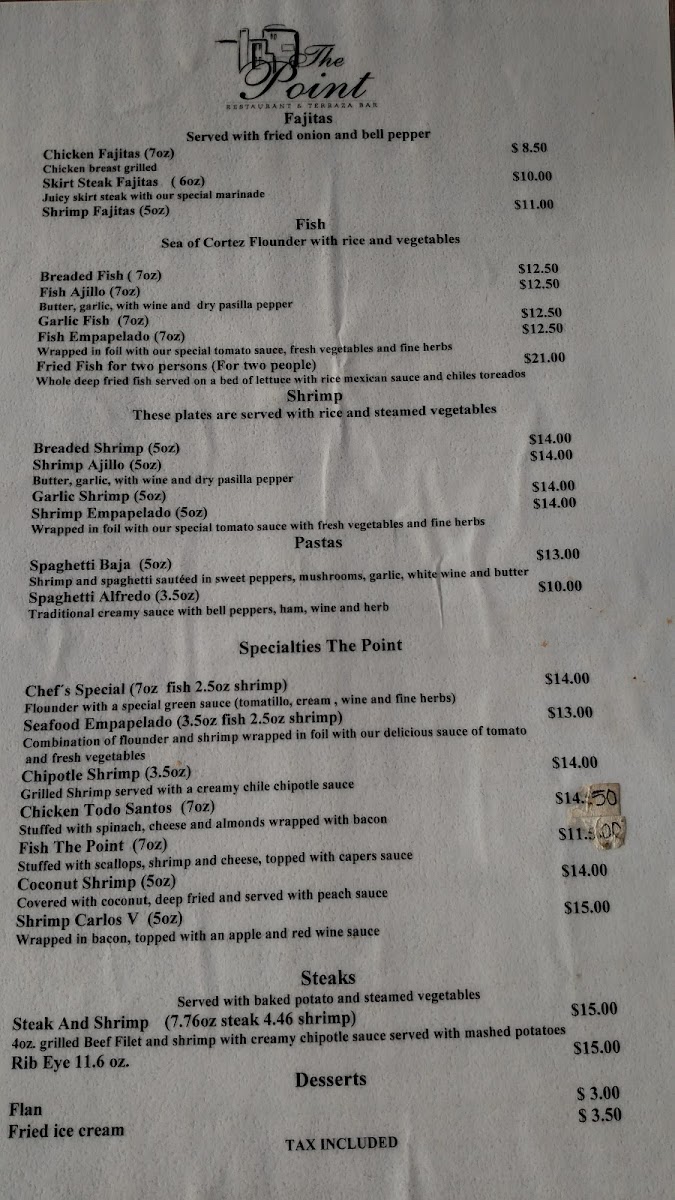 The
Point
RESTAURANT & TERRAZA BAR
Fajitas
Served with fried onion and bell pepper
Chicken Fajitas (7oz) $ 8.50
Chicken breast grilled
Skirt Steak Fajitas ( 6oz) $10.00
Juicy skirt steak with our special marinade
Shrimp Fajitas (5oz) $11.00
Fish
Sea of Cortez Flounder with rice and vegetables
Breaded Fish ( 7oz) $12.50
Fish Ajillo (7oz) $12.50
Butter, garlic, with wine and dry pasilla pepper
Garlic Fish (7oz) $12.50
Fish Empapelado (7oz) $12.50
Wrapped in foil with our special tomato sauce, fresh vegetables and fine herbs
Fried Fish for two persons (For two people) $21.00
Whole deep fried fish served on a bed of lettuce with rice mexican sauce and chiles toreados
Shrimp
These plates are served with rice and steamed vegetables
Breaded Shrimp (5oz) $14.00
Shrimp Ajillo (5oz) $14.00
Butter, garlic, with wine and dry pasilla pepper
Garlic Shrimp (5oz) $14.00
Shrimp Empapelado (5oz) $14.00
Wrapped in foil with our special tomato sauce with fresh vegetables and fine herbs
Pastas
Spaghetti Baja (5oz) $13.00
Shrimp and spaghetti sautéed in sweet peppers, mushrooms, garlic, white wine and butter
Spaghetti Alfredo (3.5oz) $10.00
Traditional creamy sauce with bell peppers, ham, wine and herb
Specialties The Point
Chef´s Special (7oz fish 2.5oz shrimp) $14.00
Flounder with a special green sauce (tomatillo, cream , wine and fine herbs)
Seafood Empapelado (3.5oz fish 2.5oz shrimp) $13.00
Combination of flounder and shrimp wrapped in foil with our delicious sauce of tomato
and fresh vegetables
Chipotle Shrimp (3.5oz) $14.00
Grilled Shrimp served with a creamy chile chipotle sauce
Chicken Todo Santos (7oz) $14.50
Stuffed with spinach, cheese and almonds wrapped with bacon
Fish The Point (7oz) $11.00
Stuffed with scallops, shrimp and cheese, topped with capers sauce
Coconut Shrimp (5oz) $14.00
Covered with coconut, deep fried and served with peach sauce
Shrimp Carlos V (5oz) $15.00
Wrapped in bacon, topped with an apple and red wine sauce
Steaks
Served with baked potato and steamed vegetables
Steak And Shrimp (7.76oz steak 4.46 shrimp) $15.00
4oz. grilled Beef Filet and shrimp with creamy chipotle sauce served with mashed potatoes
Rib Eye 11.6 oz. $15.00
Desserts
Flan $ 3.00
Fried ice cream $ 3.50
TAX INCLUDED